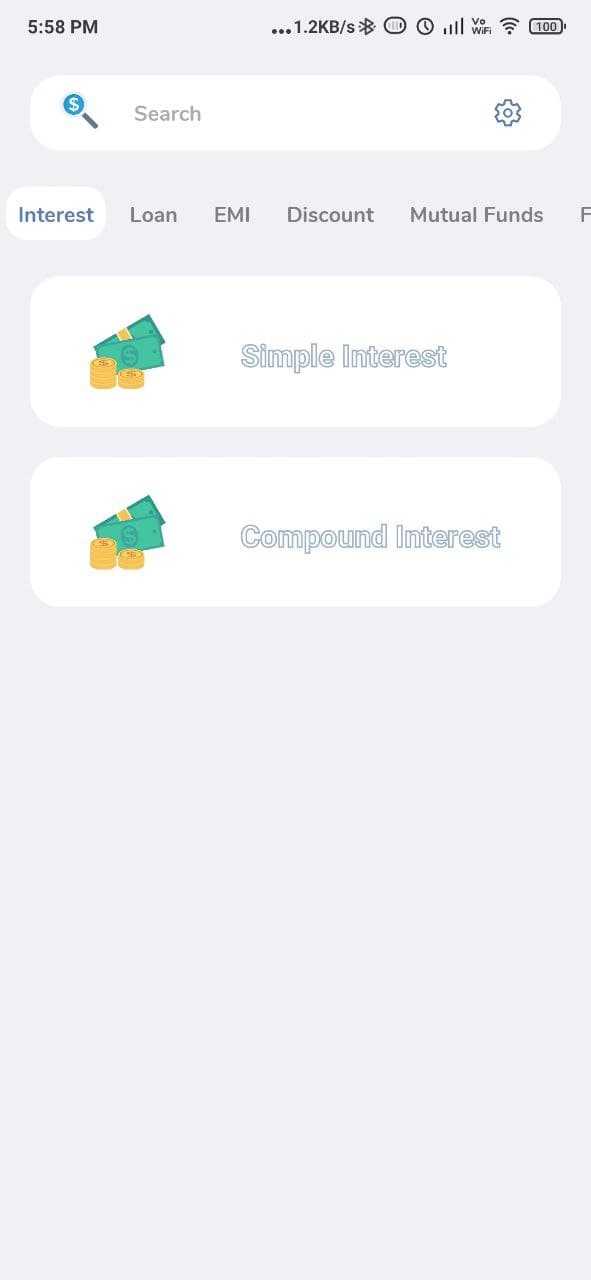 5:58 PM ...1.2KB/s Vo WiFi 100
$ Search
Interest Loan EMI Discount Mutual Funds F
Simple Interest
Compound Interest